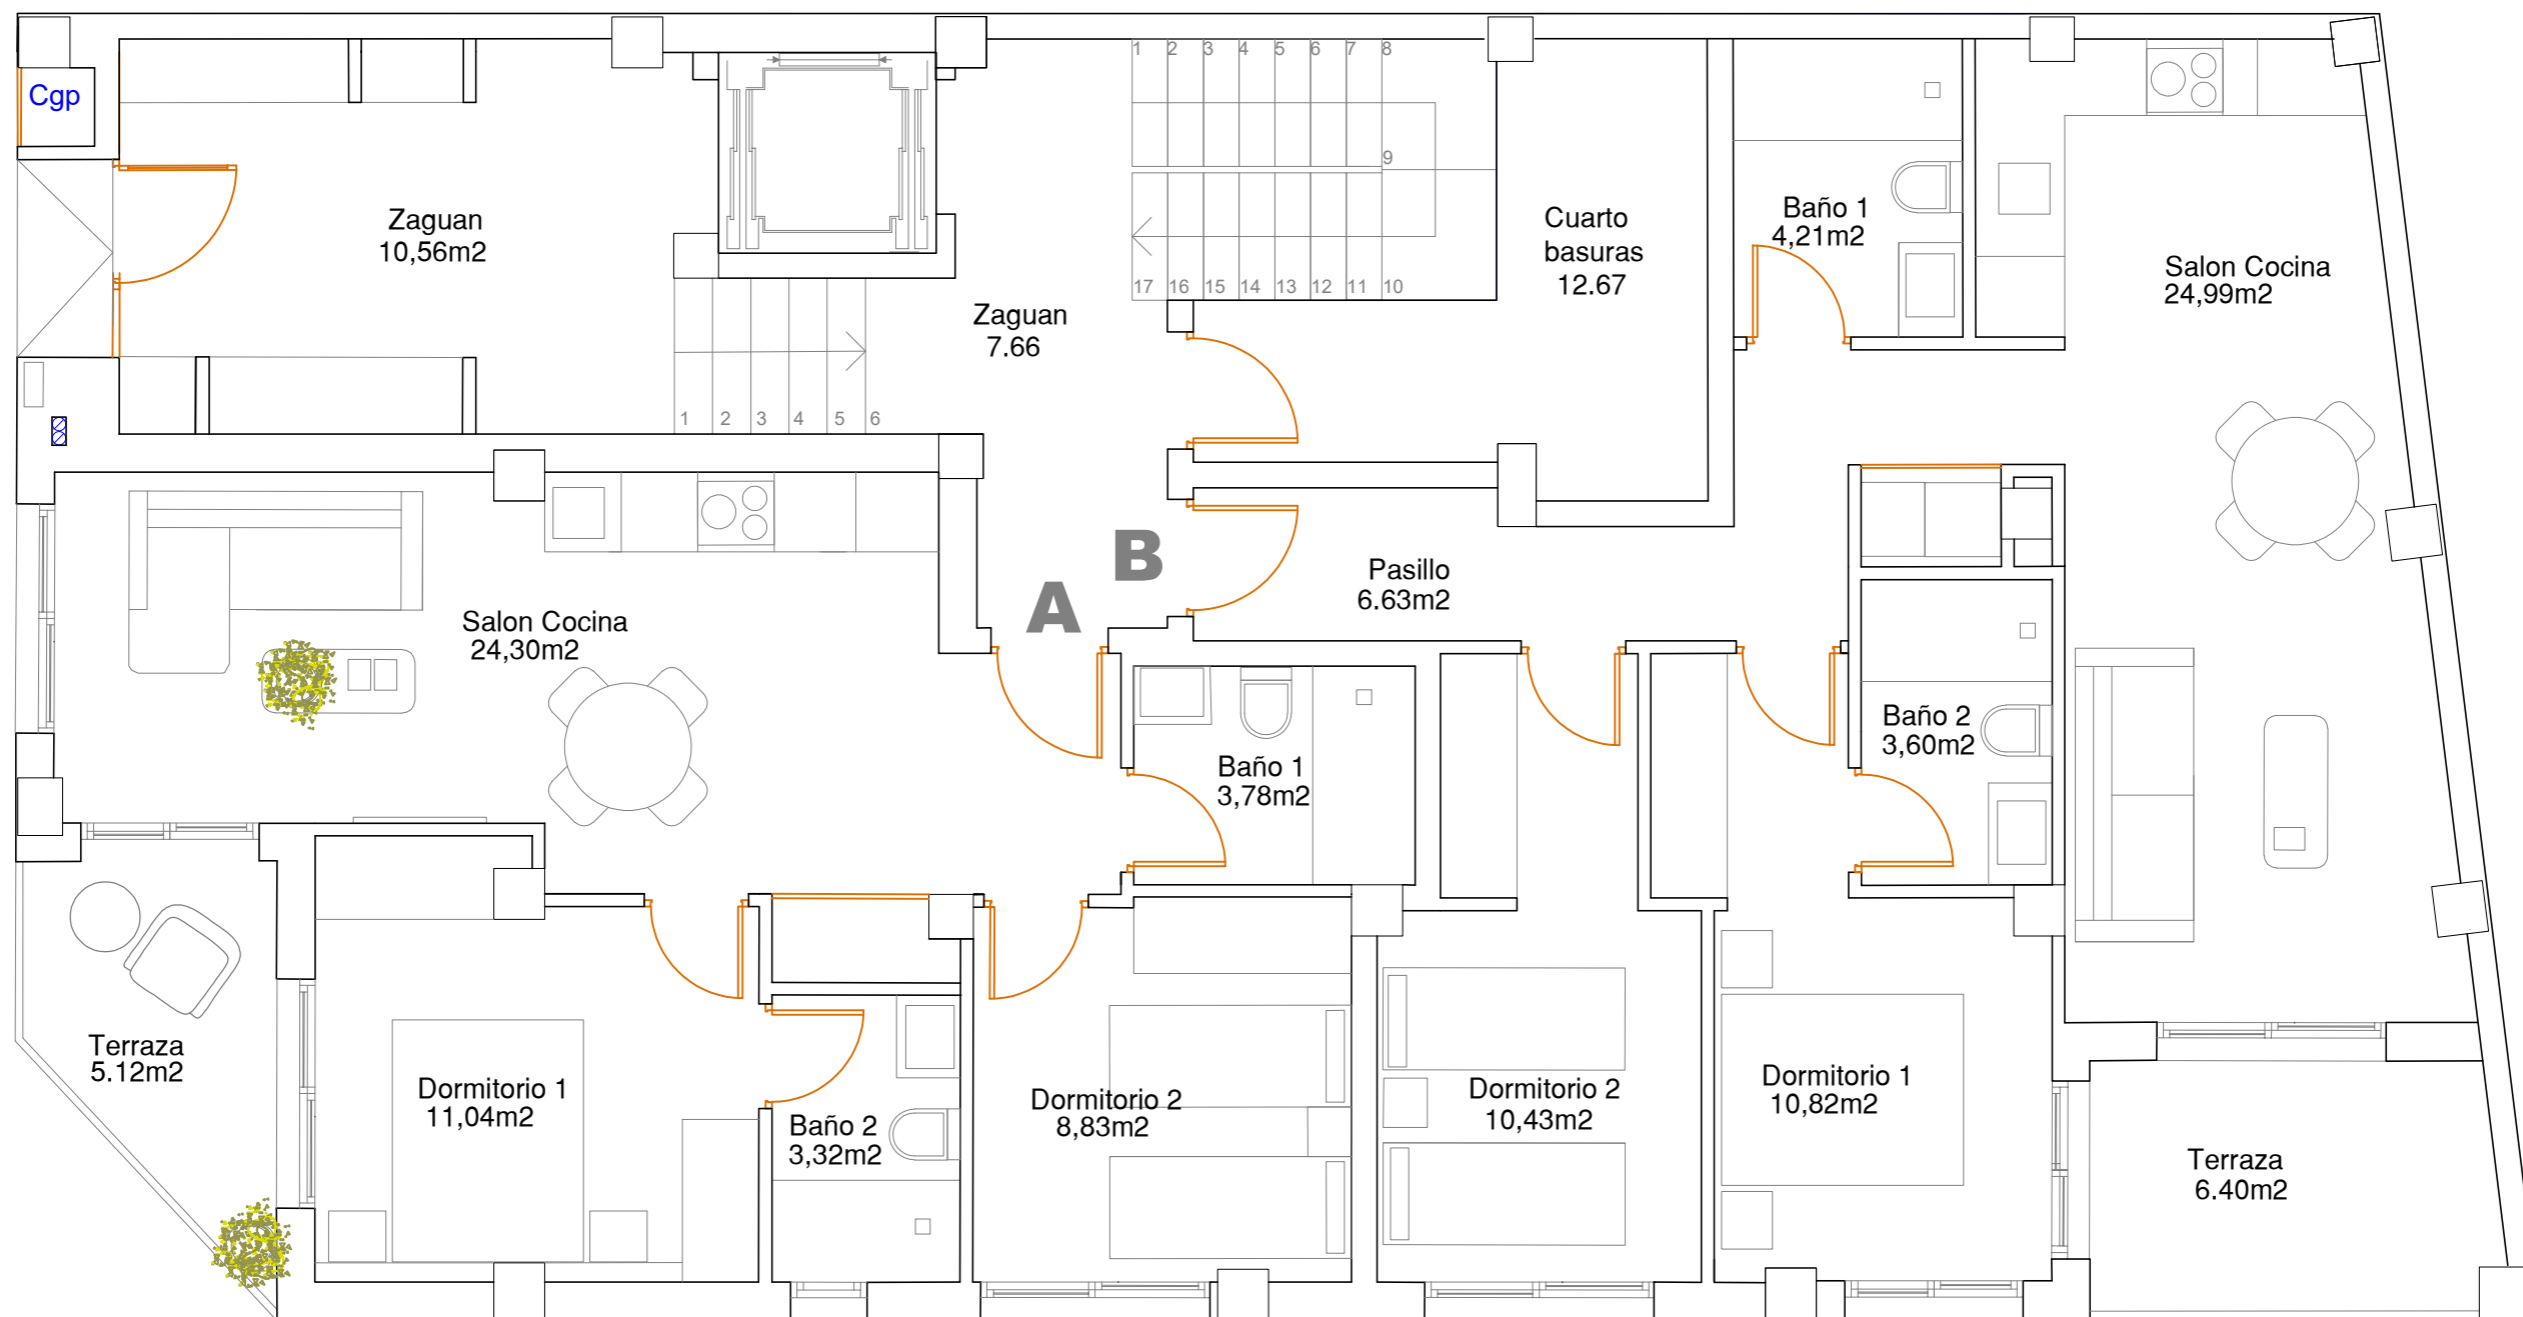 1 2 3 4 5 6 7 8
Cgp
9
Zaguan
10,56m2
Cuarto
basuras
12.67
Baño 1
4,21m2
Salon Cocina
24,99m2
17 16 15 14 13 12 11 10
Zaguan
7.66
1 2 3 4 5 6
B
A
Pasillo
6.63m2
Salon Cocina
24,30m2
Baño 2
3,60m2
Baño 1
3,78m2
Terraza
5.12m2
Dormitorio 1
11,04m2
Baño 2
3,32m2
Dormitorio 2
8,83m2
Dormitorio 2
10,43m2
Dormitorio 1
10,82m2
Terraza
6.40m2